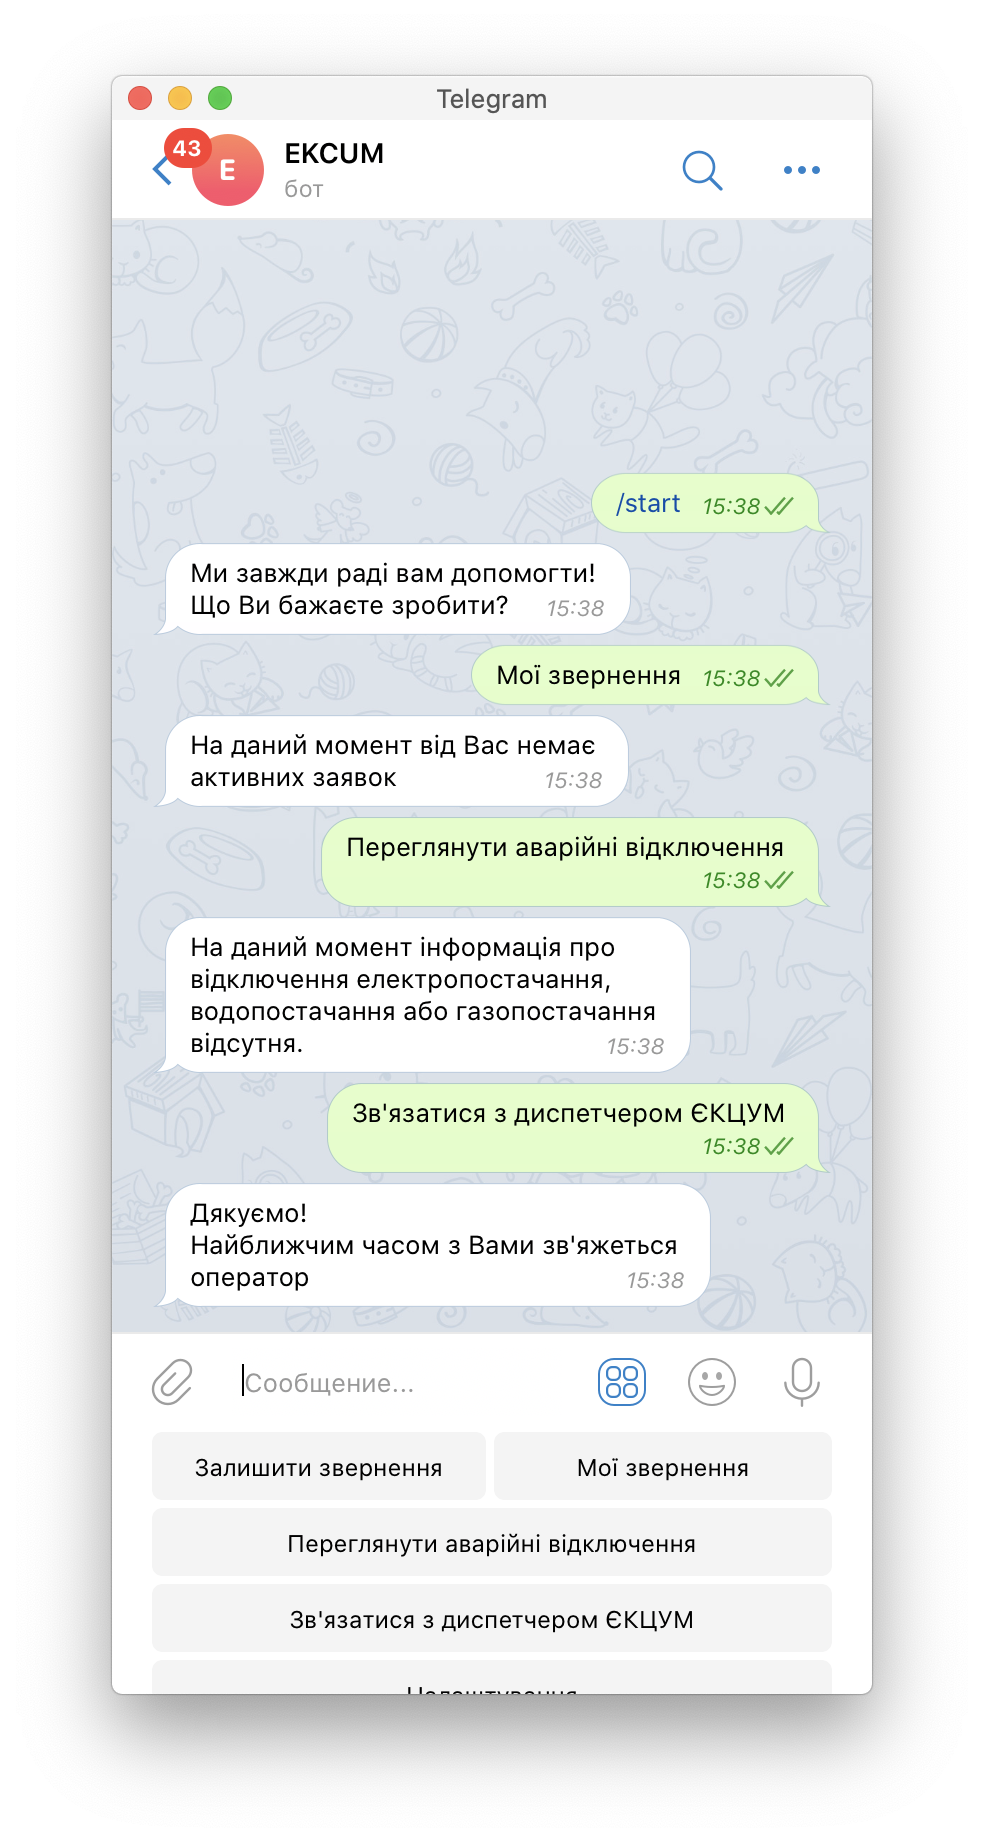 Telegram
43
E
EKCUM
бот
/start 15:38
Ми завжди раді вам допомогти!
Що Ви бажаєте зробити? 15:38
Мої звернення 15:38
На даний момент від Вас немає
активних заявок 15:38
Переглянути аварійні відключення
15:38
На даний момент інформація про
відключення електропостачання,
водопостачання або газопостачання
відсутня. 15:38
Зв'язатися з диспетчером ЄКЦУМ
15:38
Дякуємо!
Найближчим часом з Вами зв'яжеться
оператор 15:38
Сообщение...
Залишити звернення
Мої звернення
Переглянути аварійні відключення
Зв'язатися з диспетчером ЄКЦУМ
Налаштування